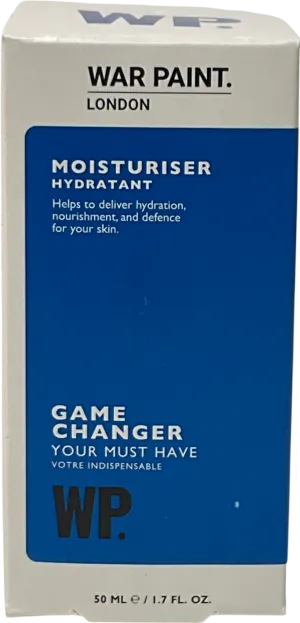 WP.
WAR PAINT.
LONDON
MOISTURISER
HYDRATANT
Helps to deliver hydration,
nourishment, and defence
for your skin.
GAME
CHANGER
YOUR MUST HAVE
VOTRE INDISPENSABLE
WP.
50 ML ℮ / 1.7 FL. OZ.